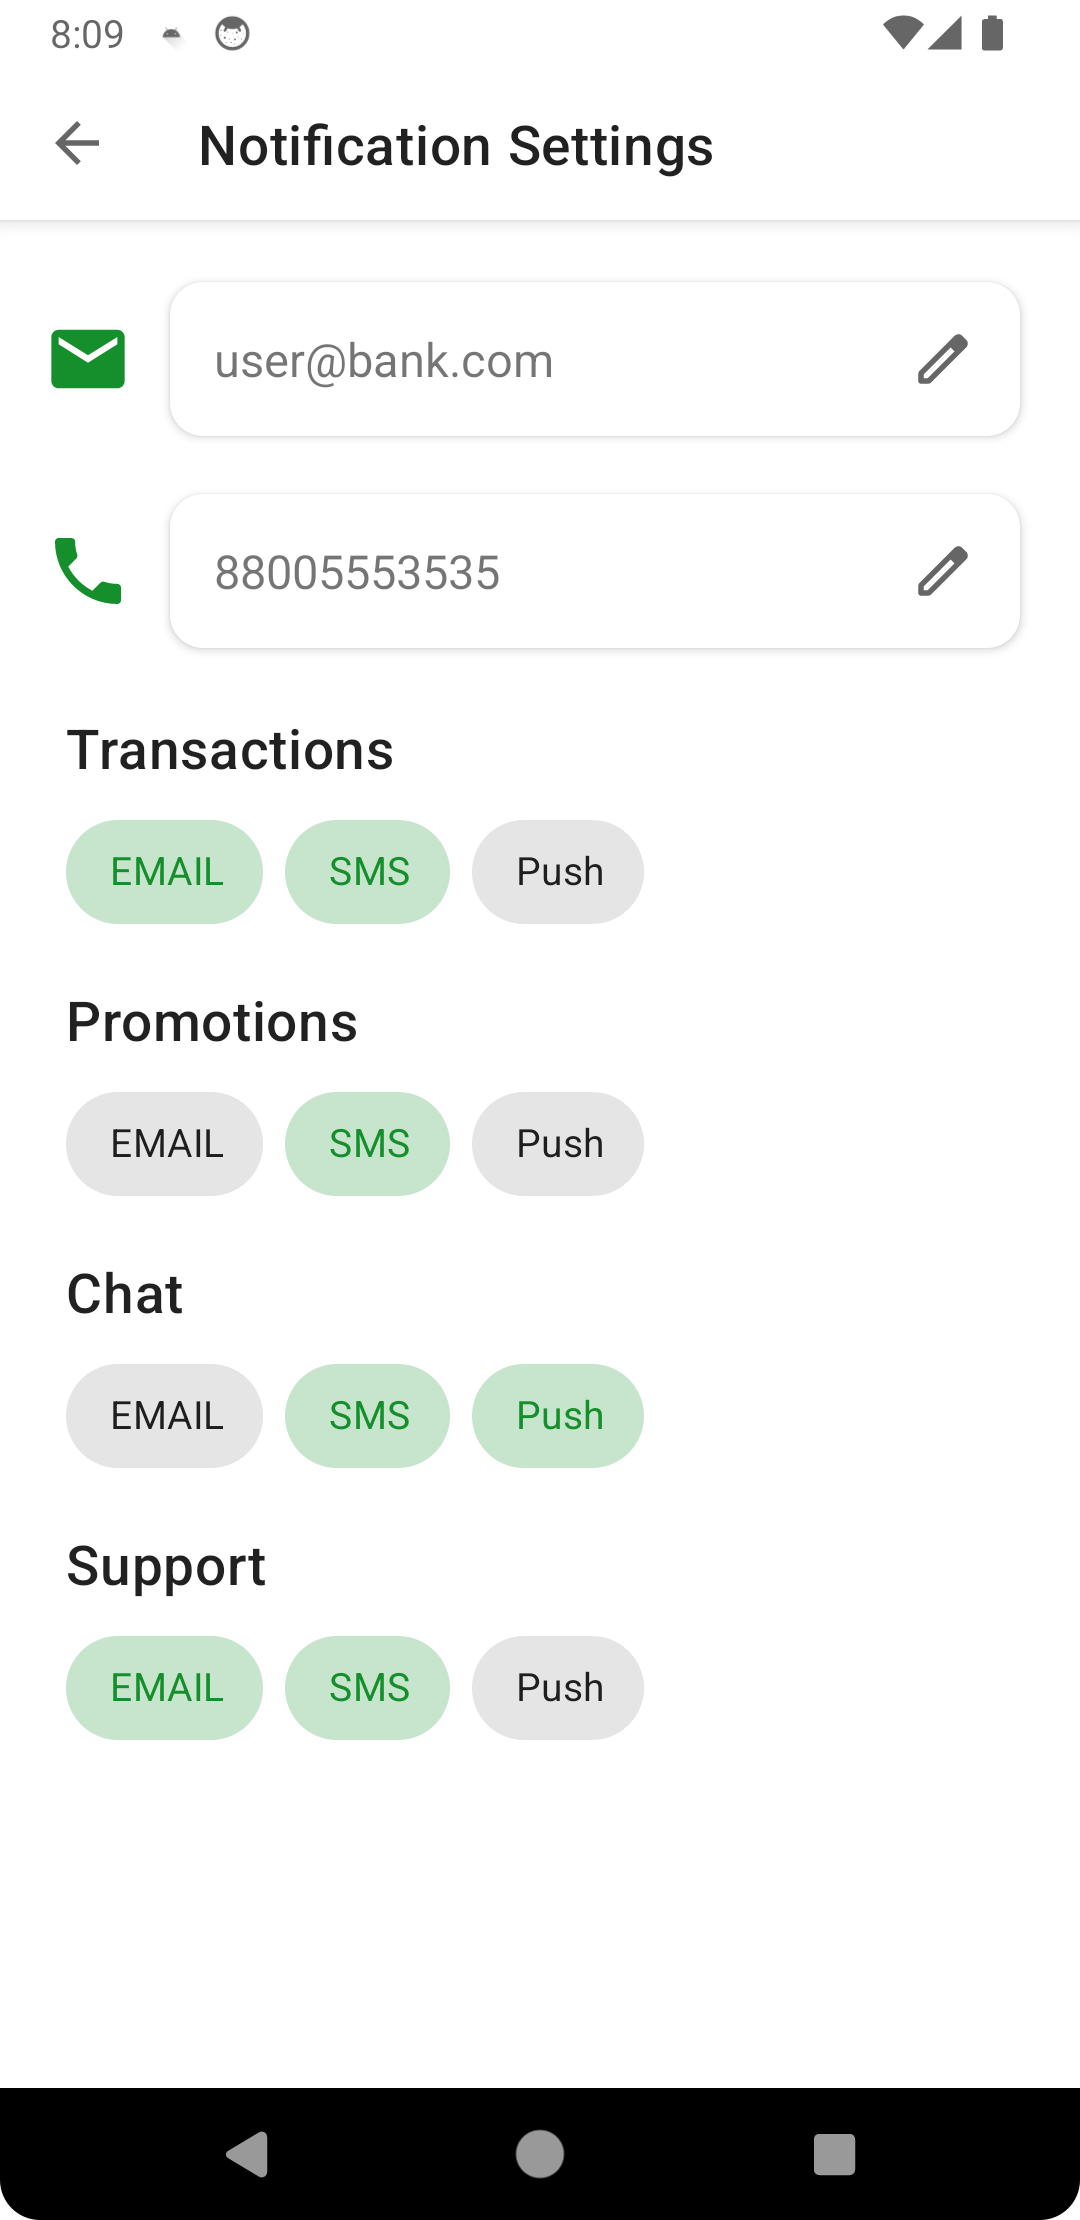 8:09
Notification Settings
user@bank.com
88005553535
Transactions
EMAIL SMS Push
Promotions
EMAIL SMS Push
Chat
EMAIL SMS Push
Support
EMAIL SMS Push